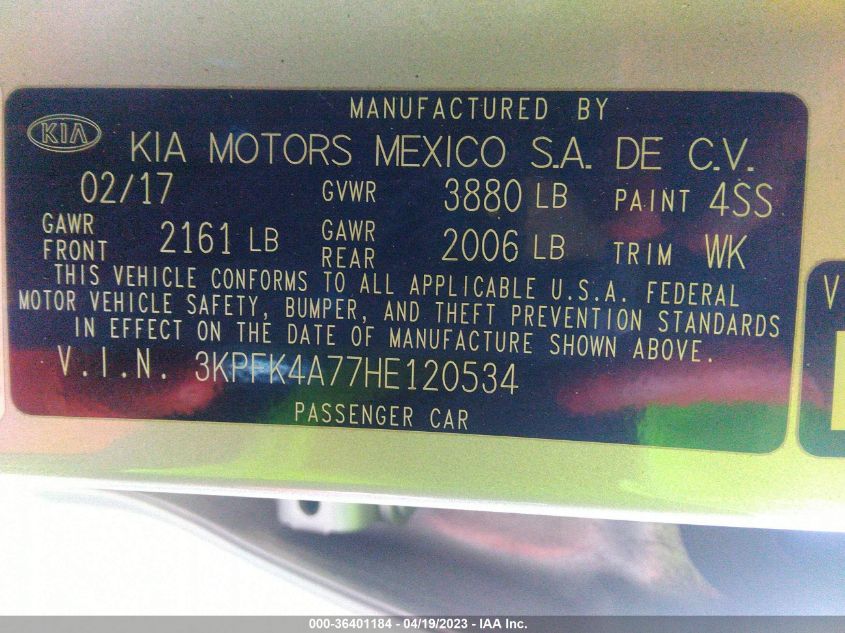 MANUFACTURED BY
KIA KIA MOTORS MEXICO S.A. DE C.V.
02/17 GVWR 3880 LB PAINT 4SS
GAWR FRONT 2161 LB GAWR REAR 2006 LB TRIM WK
THIS VEHICLE CONFORMS TO ALL APPLICABLE U.S.A. FEDERAL
MOTOR VEHICLE SAFETY, BUMPER, AND THEFT PREVENTION STANDARDS
IN EFFECT ON THE DATE OF MANUFACTURE SHOWN ABOVE.
V.I.N. 3KPFK4A77HE120534
PASSENGER CAR
V
000-36401184 - 04/19/2023 - IAA Inc.